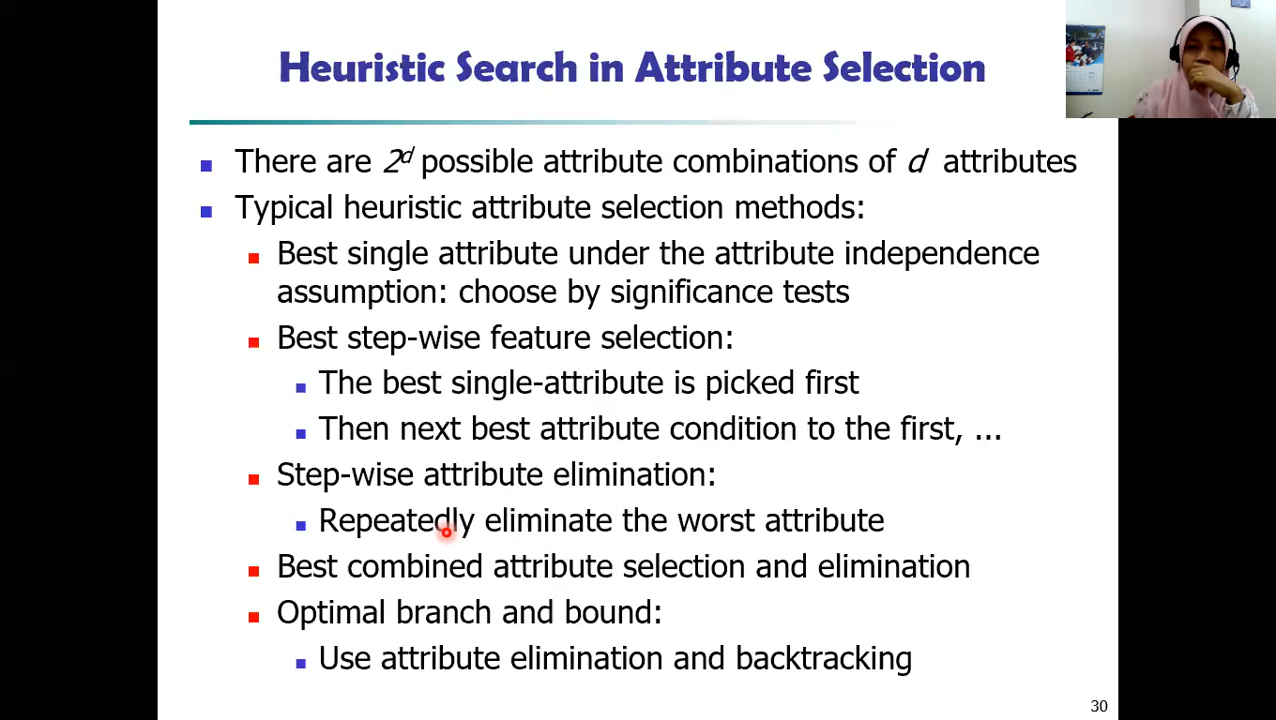 Heuristic Search in Attribute Selection
There are 2ᵈ possible attribute combinations of d attributes
Typical heuristic attribute selection methods:
Best single attribute under the attribute independence
assumption: choose by significance tests
Best step-wise feature selection:
The best single-attribute is picked first
Then next best attribute condition to the first, ...
Step-wise attribute elimination:
Repeatedly eliminate the worst attribute
Best combined attribute selection and elimination
Optimal branch and bound:
Use attribute elimination and backtracking
30